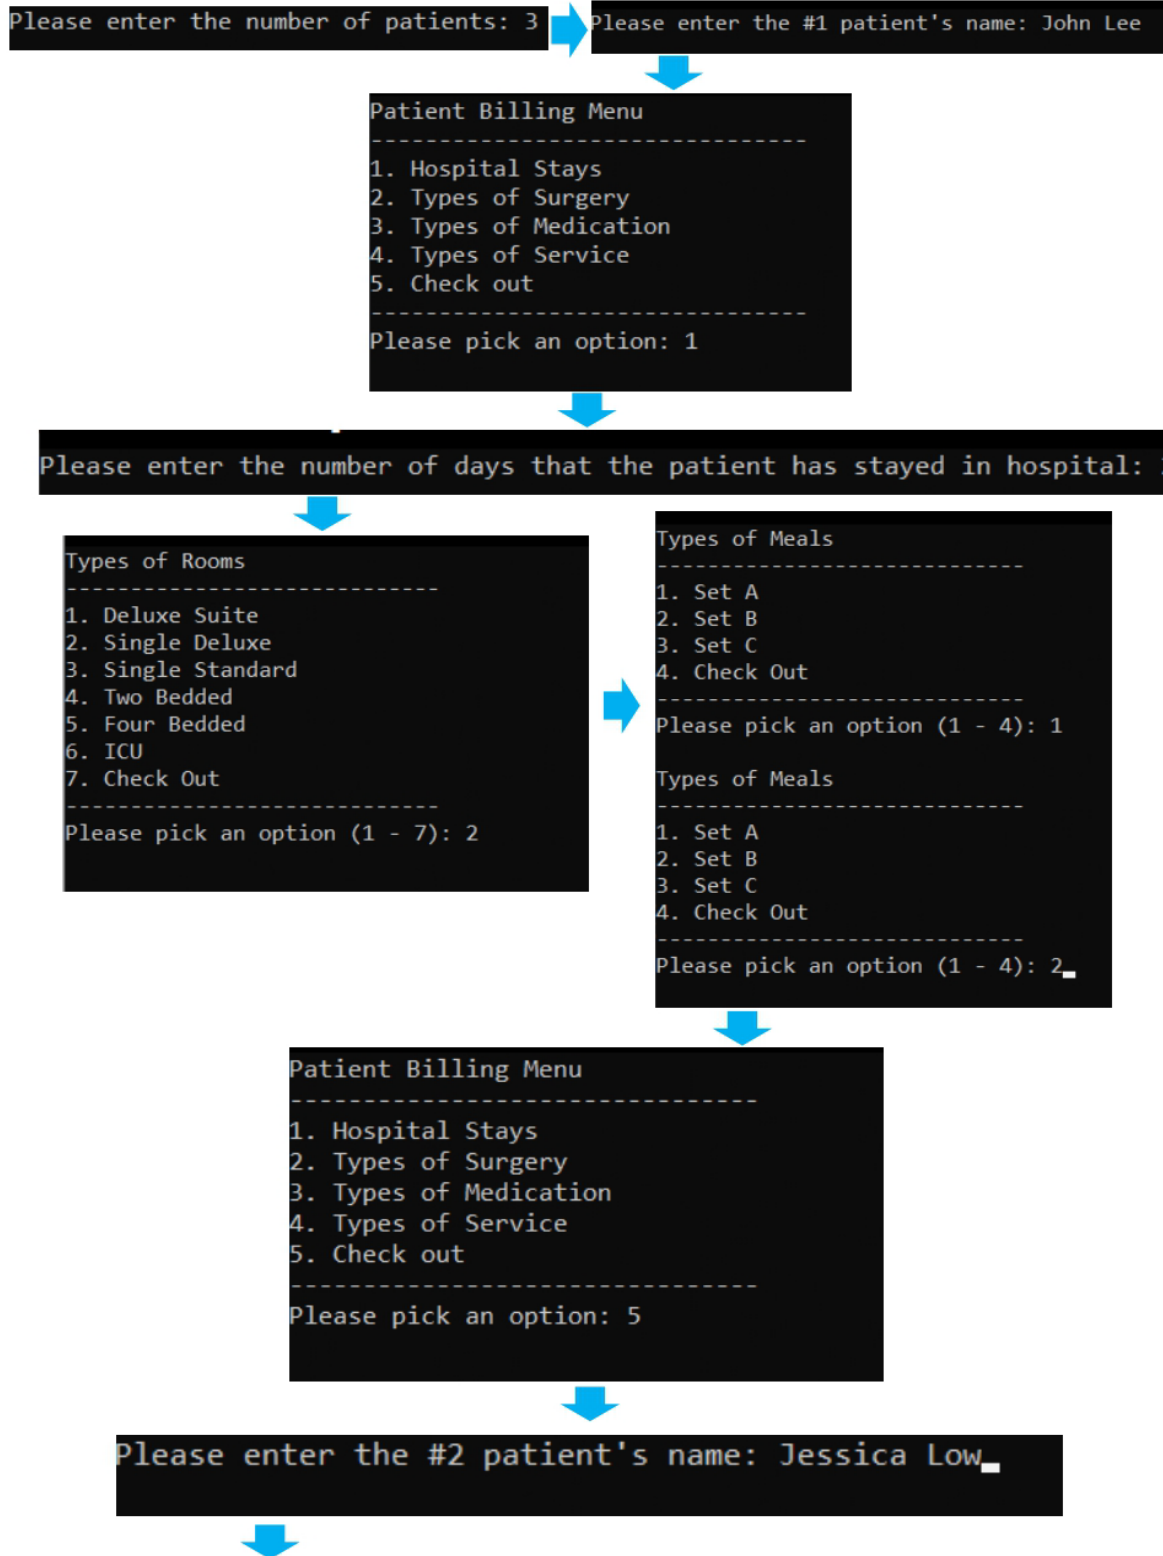 Please enter the number of patients: 3
Please enter the #1 patient's name: John Lee
Patient Billing Menu
--------------------------------
1. Hospital Stays
2. Types of Surgery
3. Types of Medication
4. Types of Service
5. Check out
--------------------------------
Please pick an option: 1
Please enter the number of days that the patient has stayed in hospital:
Types of Rooms
-----------------------------
1. Deluxe Suite
2. Single Deluxe
3. Single Standard
4. Two Bedded
5. Four Bedded
6. ICU
7. Check Out
-----------------------------
Please pick an option (1 - 7): 2
Types of Meals
-----------------------------
1. Set A
2. Set B
3. Set C
4. Check Out
-----------------------------
Please pick an option (1 - 4): 1
Types of Meals
-----------------------------
1. Set A
2. Set B
3. Set C
4. Check Out
-----------------------------
Please pick an option (1 - 4): 2
Patient Billing Menu
--------------------------------
1. Hospital Stays
2. Types of Surgery
3. Types of Medication
4. Types of Service
5. Check out
--------------------------------
Please pick an option: 5
Please enter the #2 patient's name: Jessica Low